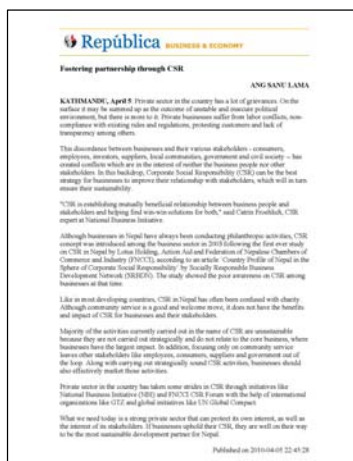 República BUSINESS & ECONOMY
Fostering partnership through CSR
ANG SANU LAMA
KATHMANDU, April 5: Private sector in the country has a lot of grievances. On the
surface it may be summed up as the outcome of unstable and insecure political
environment, but there is more to it. Private businesses suffer from labor conflicts, non-
compliance with existing rules and regulations, protesting customers and lack of
transparency among others.
This discordance between businesses and their various stakeholders - consumers,
employees, investors, suppliers, local communities, government and civil society – has
created conflicts which are in the interest of neither the business people nor other
stakeholders. In this backdrop, Corporate Social Responsibility (CSR) can be the best
strategy for businesses to improve their relationship with stakeholders, which will in turn
ensure their sustainability.
"CSR is establishing mutually beneficial relationship between business people and
stakeholders and helping find win-win solutions for both," said Catrin Froehlich, CSR
expert at National Business Initiative.
Although businesses in Nepal have always been conducting philanthropic activities, CSR
concept was introduced among the business sector in 2003 following the first ever study
on CSR in Nepal by Lotus Holding, Action Aid and Federation of Nepalese Chambers of
Commerce and Industry (FNCCI), according to an article 'Country Profile of Nepal in the
Sphere of Corporate Social Responsibility' by Socially Responsible Business
Development Network (SRBDN). The study showed the poor awareness on CSR among
businesses at that time.
Like in most developing countries, CSR in Nepal has often been confused with charity.
Although community service is a good and welcome move, it does not have the benefits
and impact of CSR for businesses and their stakeholders.
Majority of the activities currently carried out in the name of CSR are unsustainable
because they are not carried out strategically and do not relate to the core business, where
businesses have the largest impact. In addition, focusing only on community service
leaves other stakeholders like employees, consumers, suppliers and government out of
the loop. Along with carrying out strategically sound CSR activities, businesses should
also effectively market those activities.
Private sector in the country has taken some strides in CSR through initiatives like
National Business Initiative (NBI) and FNCCI CSR Forum with the help of international
organizations like GTZ and global initiatives like UN Global Compact.
What we need today is a strong private sector that can protect its own interest, as well as
the interest of its stakeholders. If businesses uphold their CSR, they are well on their way
to be the most sustainable development partner for Nepal.
Published on 2010-04-05 22:45:28